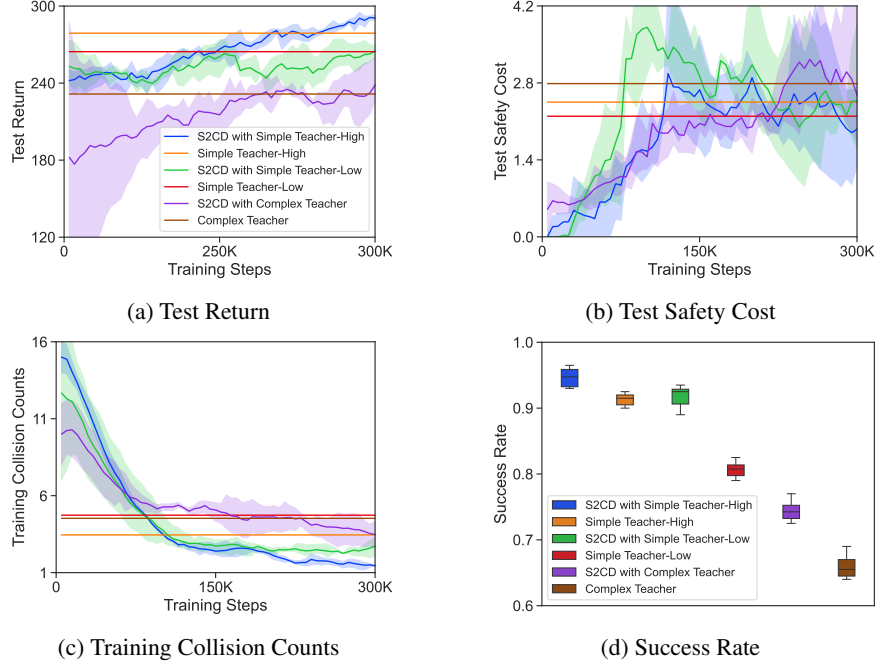 300
240
180
120
Test Return
S2CD with Simple Teacher-High
Simple Teacher-High
S2CD with Simple Teacher-Low
Simple Teacher-Low
S2CD with Complex Teacher
Complex Teacher
0
250K
300K
Training Steps
(a) Test Return
4.2
2.8
1.4
0.0
Test Safety Cost
0
150K
300K
Training Steps
(b) Test Safety Cost
16
11
6
1
Training Collision Counts
0
150K
300K
Training Steps
(c) Training Collision Counts
1.0
0.9
0.8
0.7
0.6
Success Rate
S2CD with Simple Teacher-High
Simple Teacher-High
S2CD with Simple Teacher-Low
Simple Teacher-Low
S2CD with Complex Teacher
Complex Teacher
(d) Success Rate